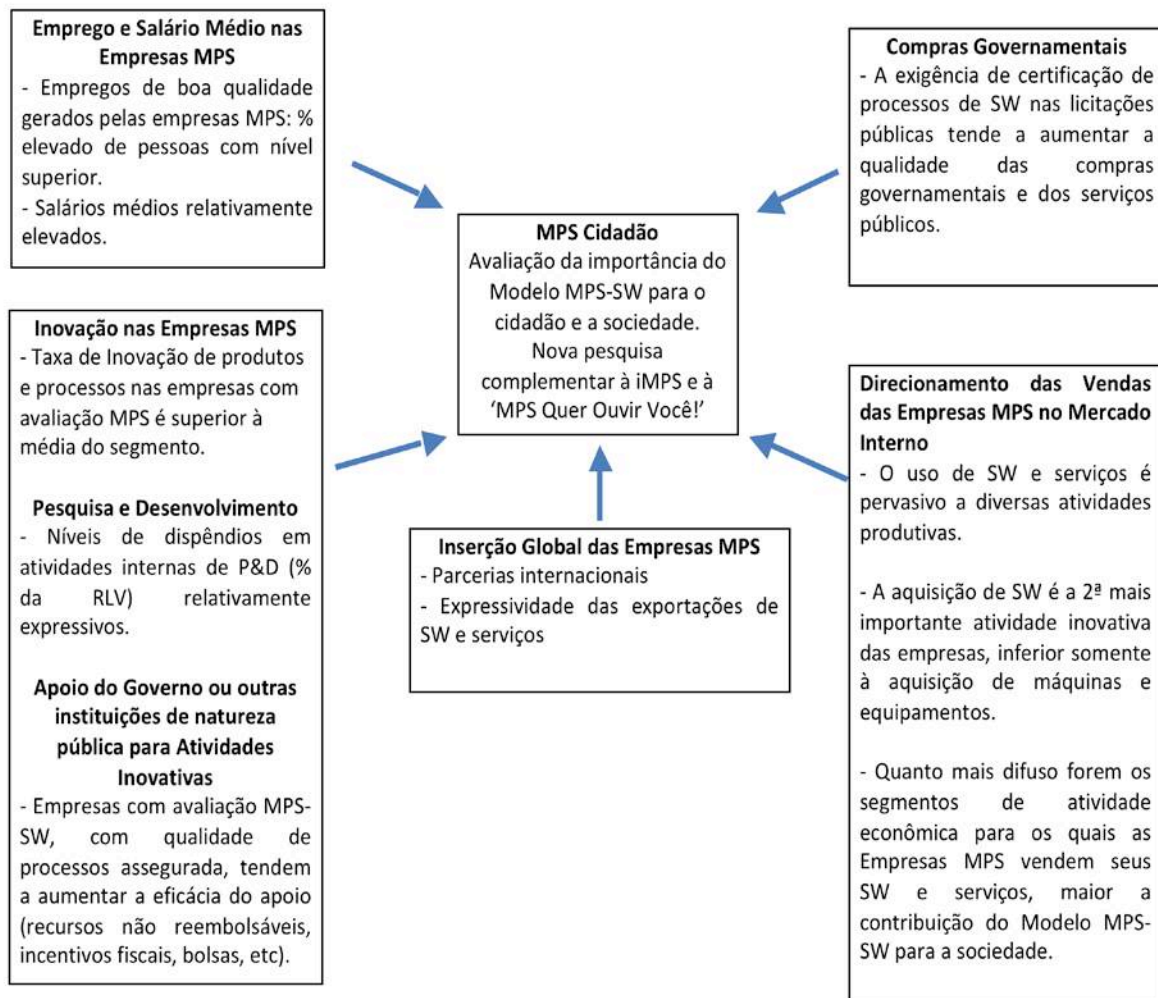 Emprego e Salário Médio nas
Empresas MPS
- Empregos de boa qualidade
gerados pelas empresas MPS: %
elevado de pessoas com nível
superior.
- Salários médios relativamente
elevados.
Compras Governamentais
- A exigência de certificação de
processos de SW nas licitações
públicas tende a aumentar a
qualidade das compras
governamentais e dos serviços
públicos.
MPS Cidadão
Avaliação da importância do
Modelo MPS-SW para o
cidadão e a sociedade.
Nova pesquisa
complementar à iMPS e à
‘MPS Quer Ouvir Você!’
Inovação nas Empresas MPS
- Taxa de Inovação de produtos
e processos nas empresas com
avaliação MPS é superior à
média do segmento.
Pesquisa e Desenvolvimento
- Níveis de dispêndios em
atividades internas de P&D (%
da RLV) relativamente
expressivos.
Apoio do Governo ou outras
instituições de natureza
pública para Atividades
Inovativas
- Empresas com avaliação MPS-
SW, com qualidade de
processos assegurada, tendem
a aumentar a eficácia do apoio
(recursos não reembolsáveis,
incentivos fiscais, bolsas, etc).
Inserção Global das Empresas MPS
- Parcerias internacionais
- Expressividade das exportações de
SW e serviços
Direcionamento das Vendas
das Empresas MPS no Mercado
Interno
- O uso de SW e serviços é
pervasivo a diversas atividades
produtivas.
- A aquisição de SW é a 2ª mais
importante atividade inovativa
das empresas, inferior somente
à aquisição de máquinas e
equipamentos.
- Quanto mais difuso forem os
segmentos de atividade
econômica para os quais as
Empresas MPS vendem seus
SW e serviços, maior a
contribuição do Modelo MPS-
SW para a sociedade.